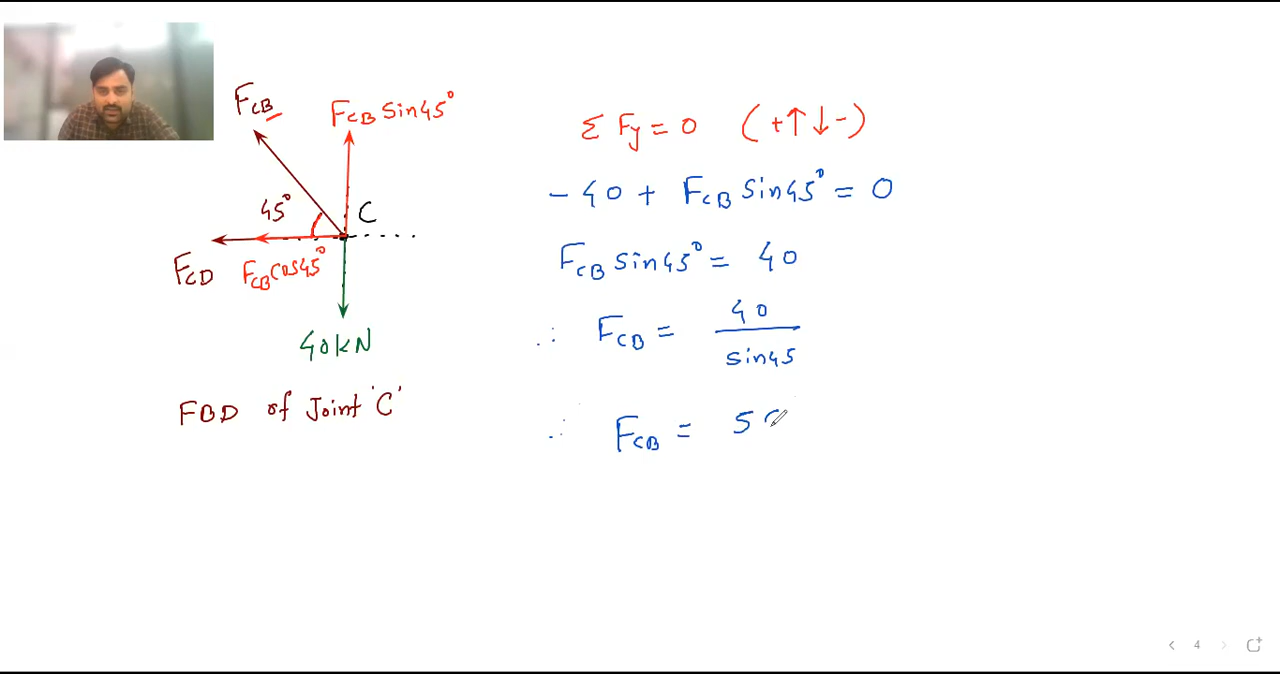 F_CB
F_CB sin45°
45°
C
F_CD
F_CB cos45°
40kN
FBD of Joint 'C'
Σ Fy = 0 (+↑↓-)
- 40 + F_CB sin45° = 0
F_CB sin45° = 40
∴ F_CB = 40 / sin45
∴ F_CB = 5
4